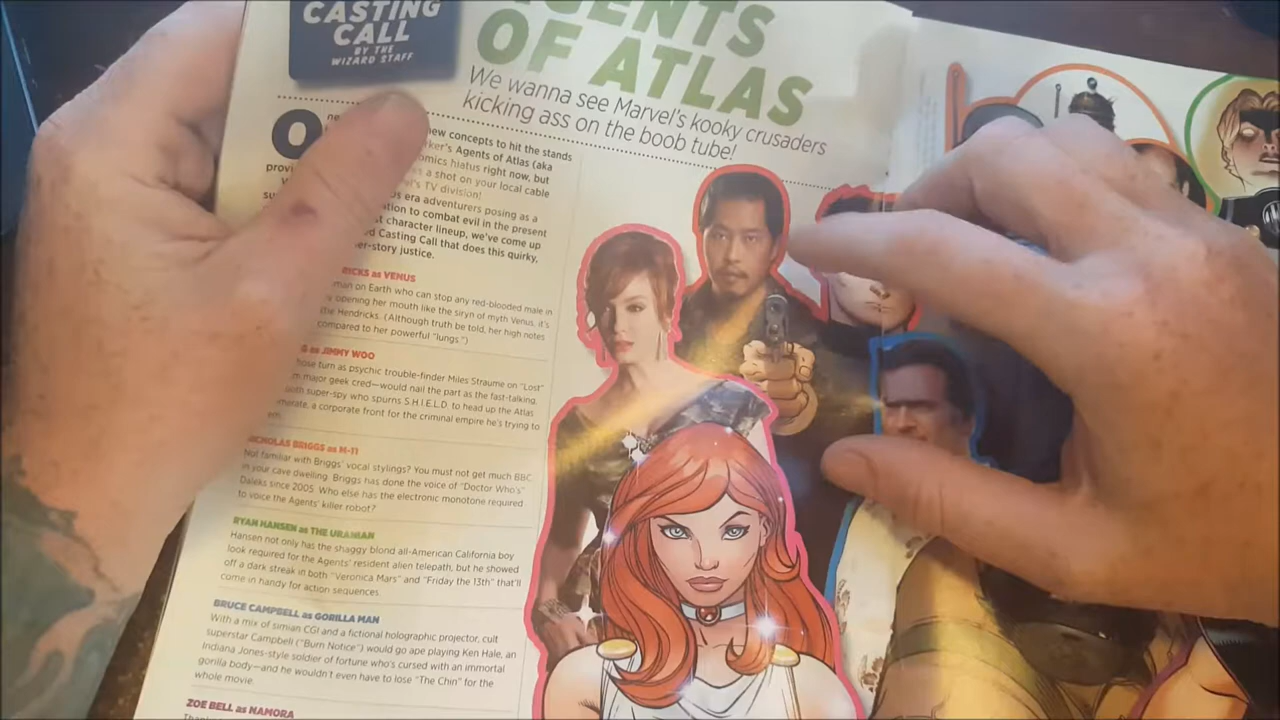 CASTING
CALL
BY THE
WIZARD STAFF
OF ATLAS
We wanna see Marvel's kooky crusaders
kicking ass on the boob tube!
new concepts to hit the stands
Agents of Atlas (aka
hiatus right now, but
a shot on your local cable
TV division!
era adventurers posing as a
to combat evil in the present
character lineup, we've come up
Casting Call that does this quirky,
justice.
as VENUS
on Earth who can stop any red-blooded male in
opening her mouth like the siryn of myth Venus, it's
Hendricks. (Although truth be told, her high notes
compared to her powerful "lungs.")
as JIMMY WOO
turn as psychic trouble-finder Miles Straume on "Lost"
major geek cred—would nail the part as the fast-talking,
super-spy who spurns S.H.I.E.L.D. to head up the Atlas
a corporate front for the criminal empire he's trying to
NICHOLAS BRIGGS as M-11
Not familiar with Briggs' vocal stylings? You must not get much BBC
in your cave dwelling. Briggs has done the voice of "Doctor Who's"
Daleks since 2005. Who else has the electronic monotone required
to voice the Agents' killer robot?
RYAN HANSEN as THE URANIAN
Hansen not only has the shaggy blond all-American California boy
look required for the Agents' resident alien telepath, but he showed
off a dark streak in both "Veronica Mars" and "Friday the 13th" that'll
come in handy for action sequences.
BRUCE CAMPBELL as GORILLA MAN
With a mix of simian CGI and a fictional holographic projector, cult
superstar Campbell ("Burn Notice") would go ape playing Ken Hale, an
Indiana Jones-style soldier of fortune who's cursed with an immortal
gorilla body—and he wouldn't even have to lose "The Chin" for the
whole movie.
ZOE BELL as NAMORA